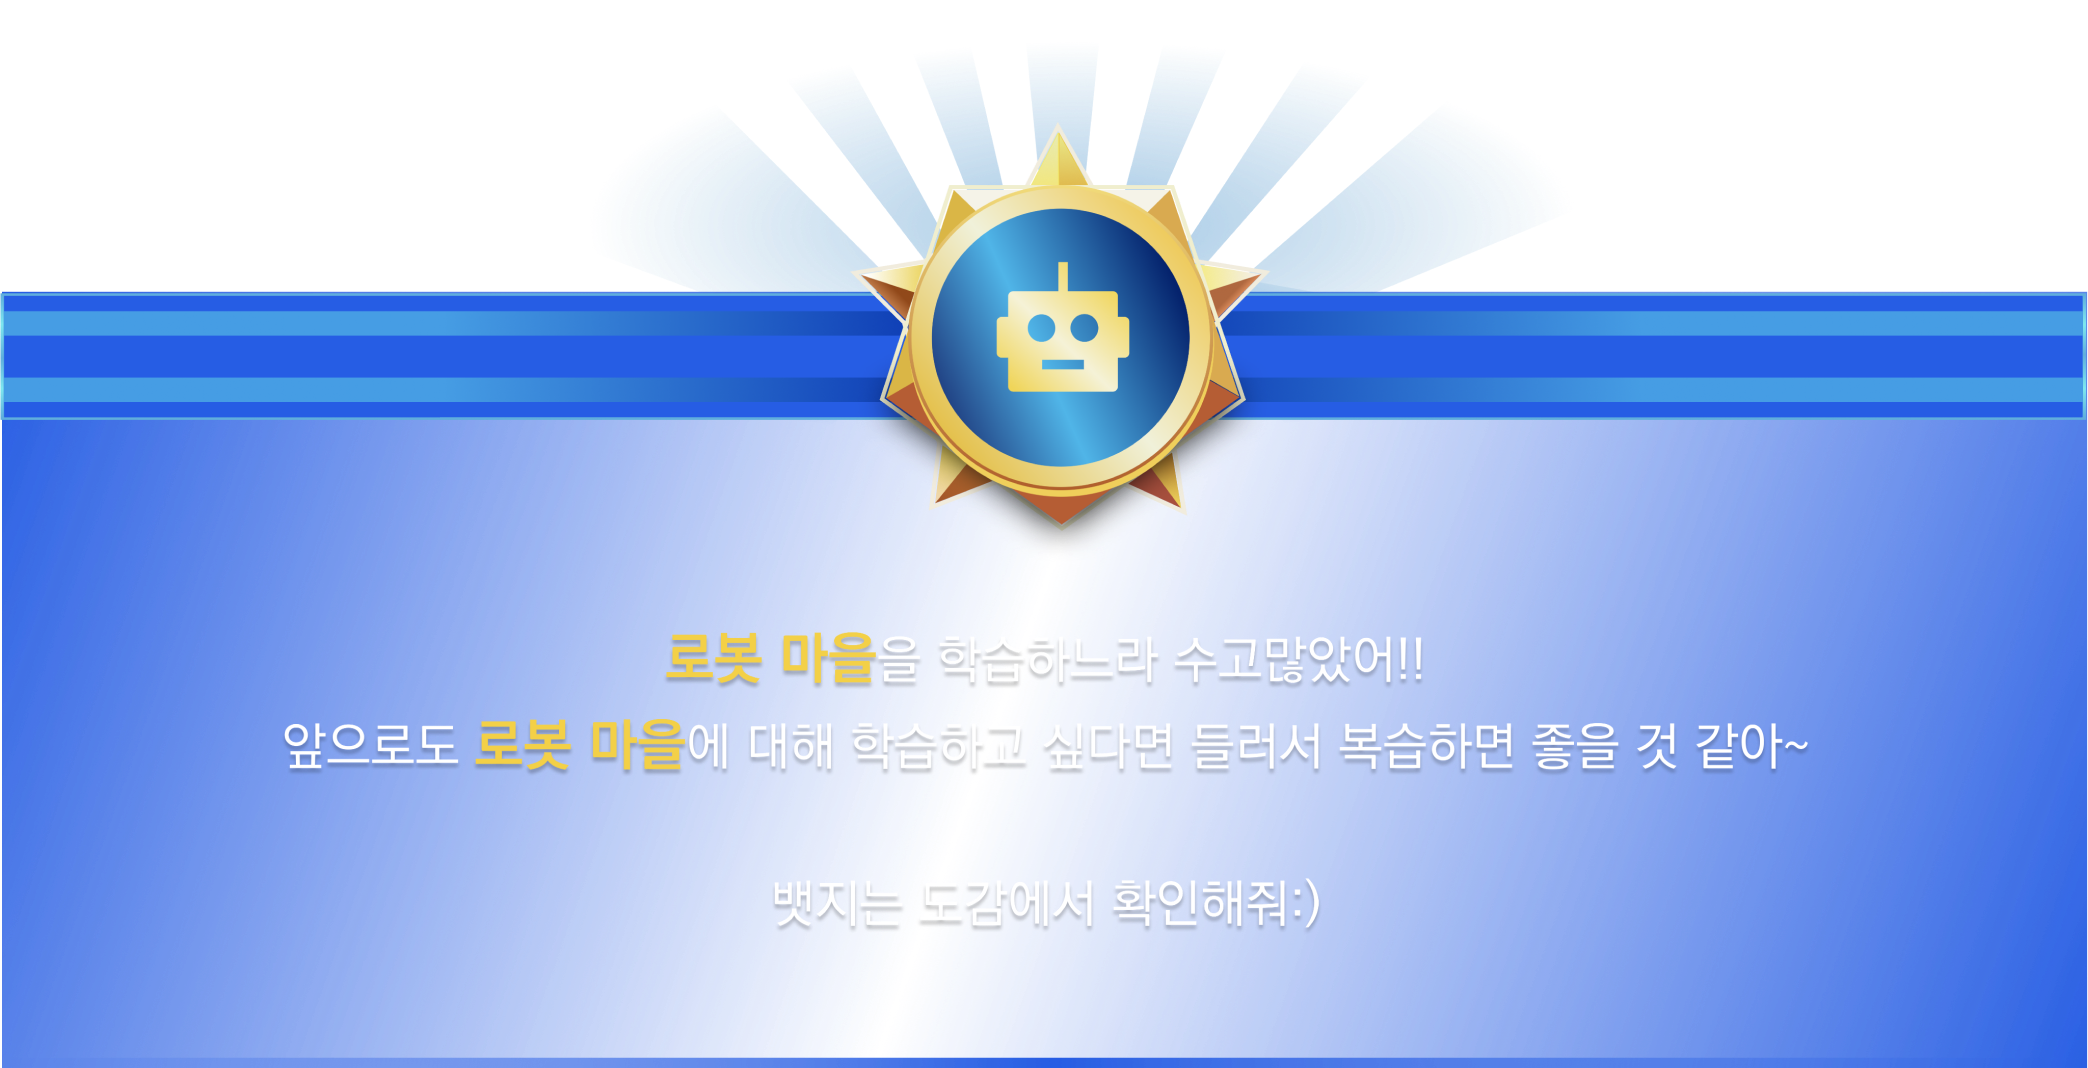 로봇 마을을 학습하느라 수고많았어!!
앞으로도 로봇 마을에 대해 학습하고 싶다면 들러서 복습하면 좋을 것 같아~
뱃지는 도감에서 확인해줘:)